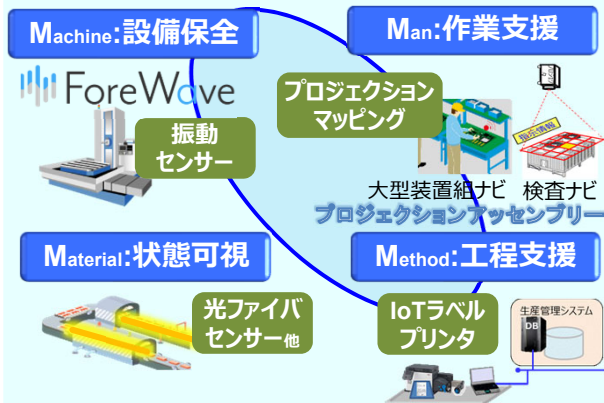 Machine:設備保全
ForeWave
振動
センサー
Man:作業支援
プロジェクション
マッピング
指示情報
大型装置組ナビ
検査ナビ
プロジェクションアッセンブリー
Material:状態可視
光ファイバ
センサー他
Method:工程支援
IoTラベル
プリンタ
生産管理システム
DB